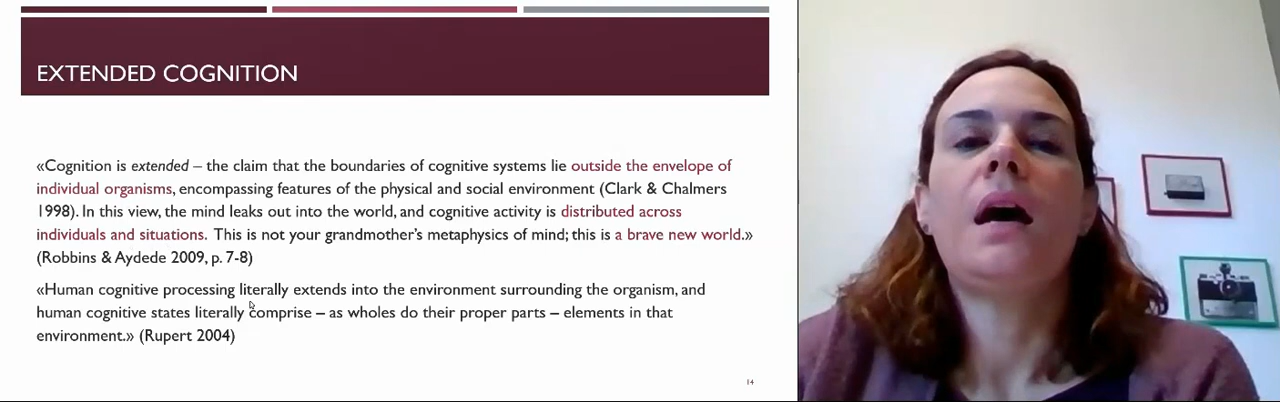 EXTENDED COGNITION
«Cognition is extended – the claim that the boundaries of cognitive systems lie outside the envelope of
individual organisms, encompassing features of the physical and social environment (Clark & Chalmers
1998). In this view, the mind leaks out into the world, and cognitive activity is distributed across
individuals and situations. This is not your grandmother's metaphysics of mind; this is a brave new world.»
(Robbins & Aydede 2009, p. 7-8)
«Human cognitive processing literally extends into the environment surrounding the organism, and
human cognitive states literally comprise – as wholes do their proper parts – elements in that
environment.» (Rupert 2004)
14